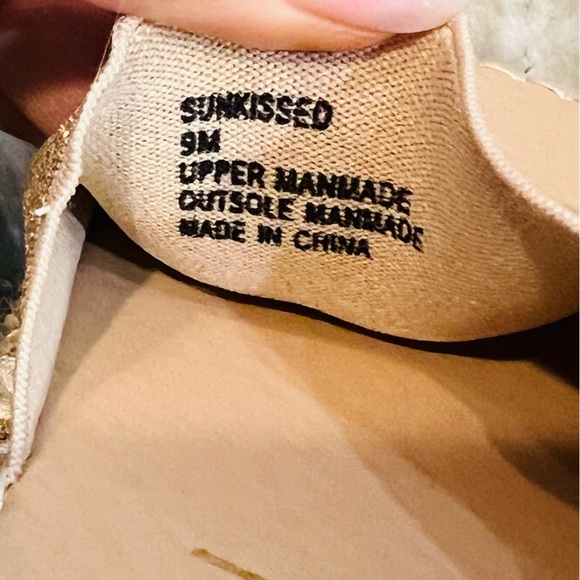 SUNKISSED
9M
UPPER MANMADE
OUTSOLE MANMADE
MADE IN CHINA